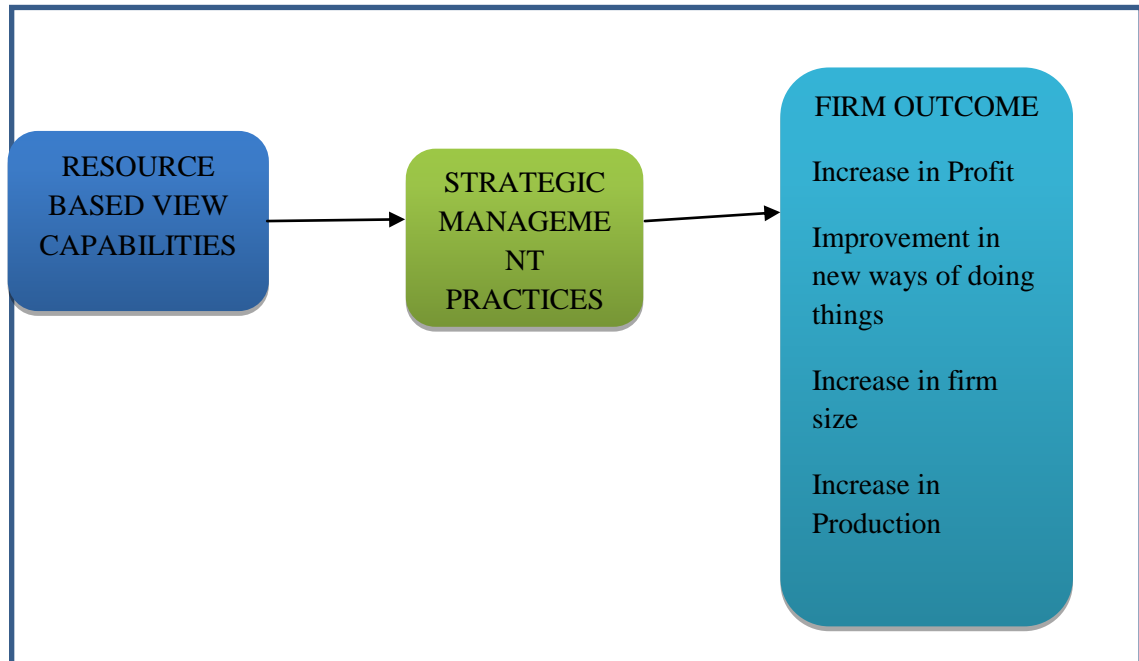 RESOURCE
BASED VIEW
CAPABILITIES
STRATEGIC
MANAGEME
NT
PRACTICES
FIRM OUTCOME
Increase in Profit
Improvement in
new ways of doing
things
Increase in firm
size
Increase in
Production